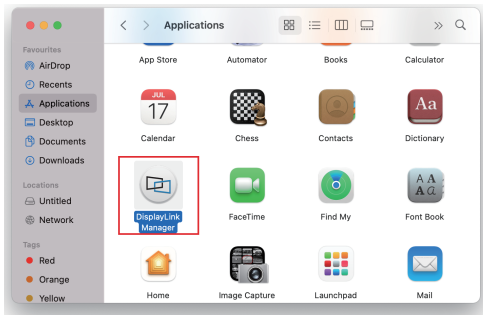 Applications
Favourites
AirDrop
Recents
Applications
Desktop
Documents
Downloads
Locations
Untitled
Network
Tags
Red
Orange
Yellow
App Store
Automator
Books
Calculator
JUL
17
Aa
Calendar
Chess
Contacts
Dictionary
A A
A a
DisplayLink
Manager
FaceTime
Find My
Font Book
Home
Image Capture
Launchpad
Mail